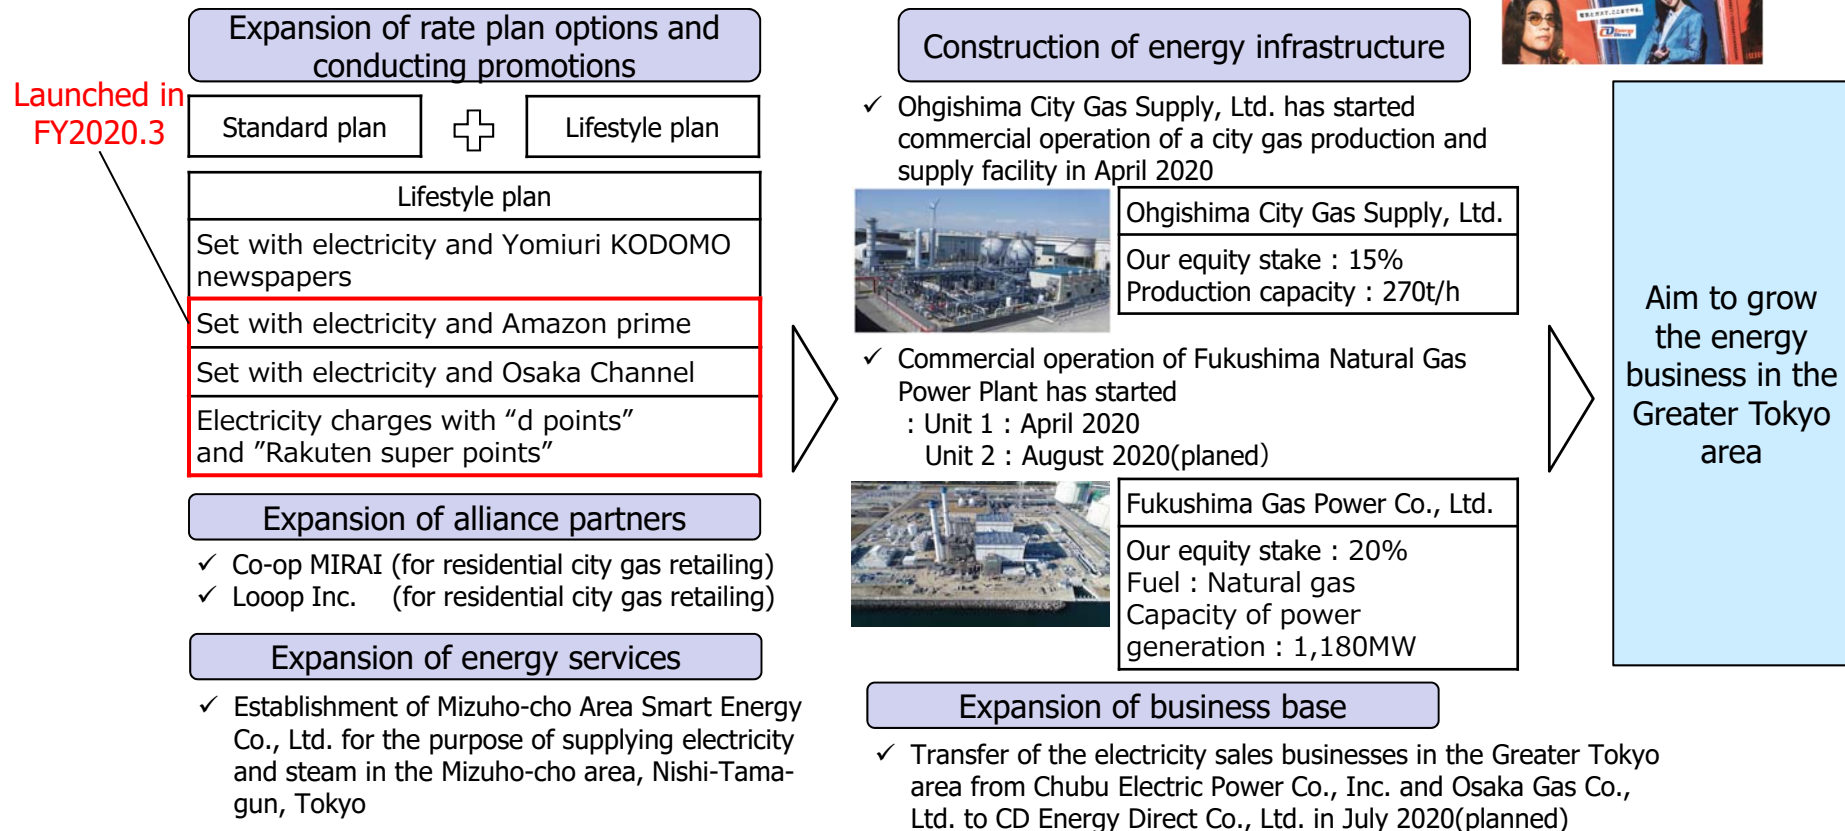 Expansion of rate plan options and
conducting promotions
Launched in
FY2020.3
Standard plan
Lifestyle plan
Lifestyle plan
Set with electricity and Yomiuri KODOMO
newspapers
Set with electricity and Amazon prime
Set with electricity and Osaka Channel
Electricity charges with “d points”
and ”Rakuten super points”
Expansion of alliance partners
✓ Co-op MIRAI (for residential city gas retailing)
✓ Looop Inc. (for residential city gas retailing)
Expansion of energy services
✓ Establishment of Mizuho-cho Area Smart Energy
Co., Ltd. for the purpose of supplying electricity
and steam in the Mizuho-cho area, Nishi-Tama-
gun, Tokyo
Construction of energy infrastructure
✓ Ohgishima City Gas Supply, Ltd. has started
commercial operation of a city gas production and
supply facility in April 2020
Ohgishima City Gas Supply, Ltd.
Our equity stake : 15%
Production capacity : 270t/h
✓ Commercial operation of Fukushima Natural Gas
Power Plant has started
: Unit 1 : April 2020
Unit 2 : August 2020(planed）
Fukushima Gas Power Co., Ltd.
Our equity stake : 20%
Fuel : Natural gas
Capacity of power
generation : 1,180MW
Expansion of business base
✓ Transfer of the electricity sales businesses in the Greater Tokyo
area from Chubu Electric Power Co., Inc. and Osaka Gas Co.,
Ltd. to CD Energy Direct Co., Ltd. in July 2020(planned)
Aim to grow
the energy
business in the
Greater Tokyo
area